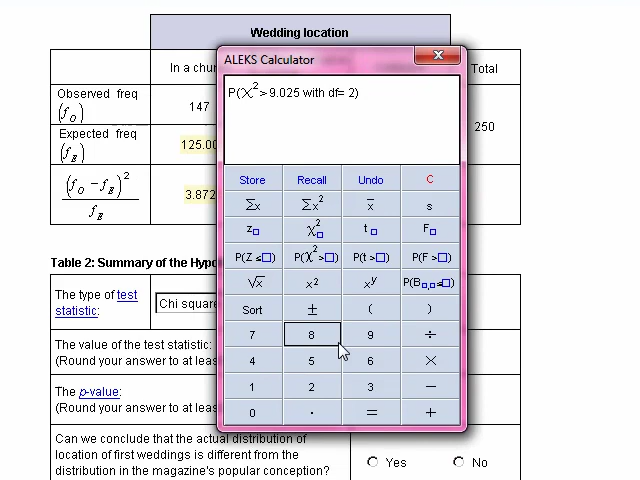 Wedding location
In a chur
Total
Observed freq
(f_O)
147
Expected freq
(f_E)
125.00
250
(f_O − f_E)²
f_E
3.872
ALEKS Calculator
P(χ²>9.025 with df= 2)
Store Recall Undo C
Σx Σx² x̄ s
z□ χ²□ t□ F□
P(Z ≤□) P(χ²>□) P(t>□) P(F >□)
√x x² x^y P(B□,□≤□)
Sort ± ( )
7 8 9 ÷
4 5 6 ×
1 2 3 −
0 . = +
Table 2: Summary of the Hypo
The type of test
statistic:
Chi square
The value of the test statistic:
(Round your answer to at leas
The p-value:
(Round your answer to at leas
Can we conclude that the actual distribution of
location of first weddings is different from the
distribution in the magazine's popular conception?
Yes No